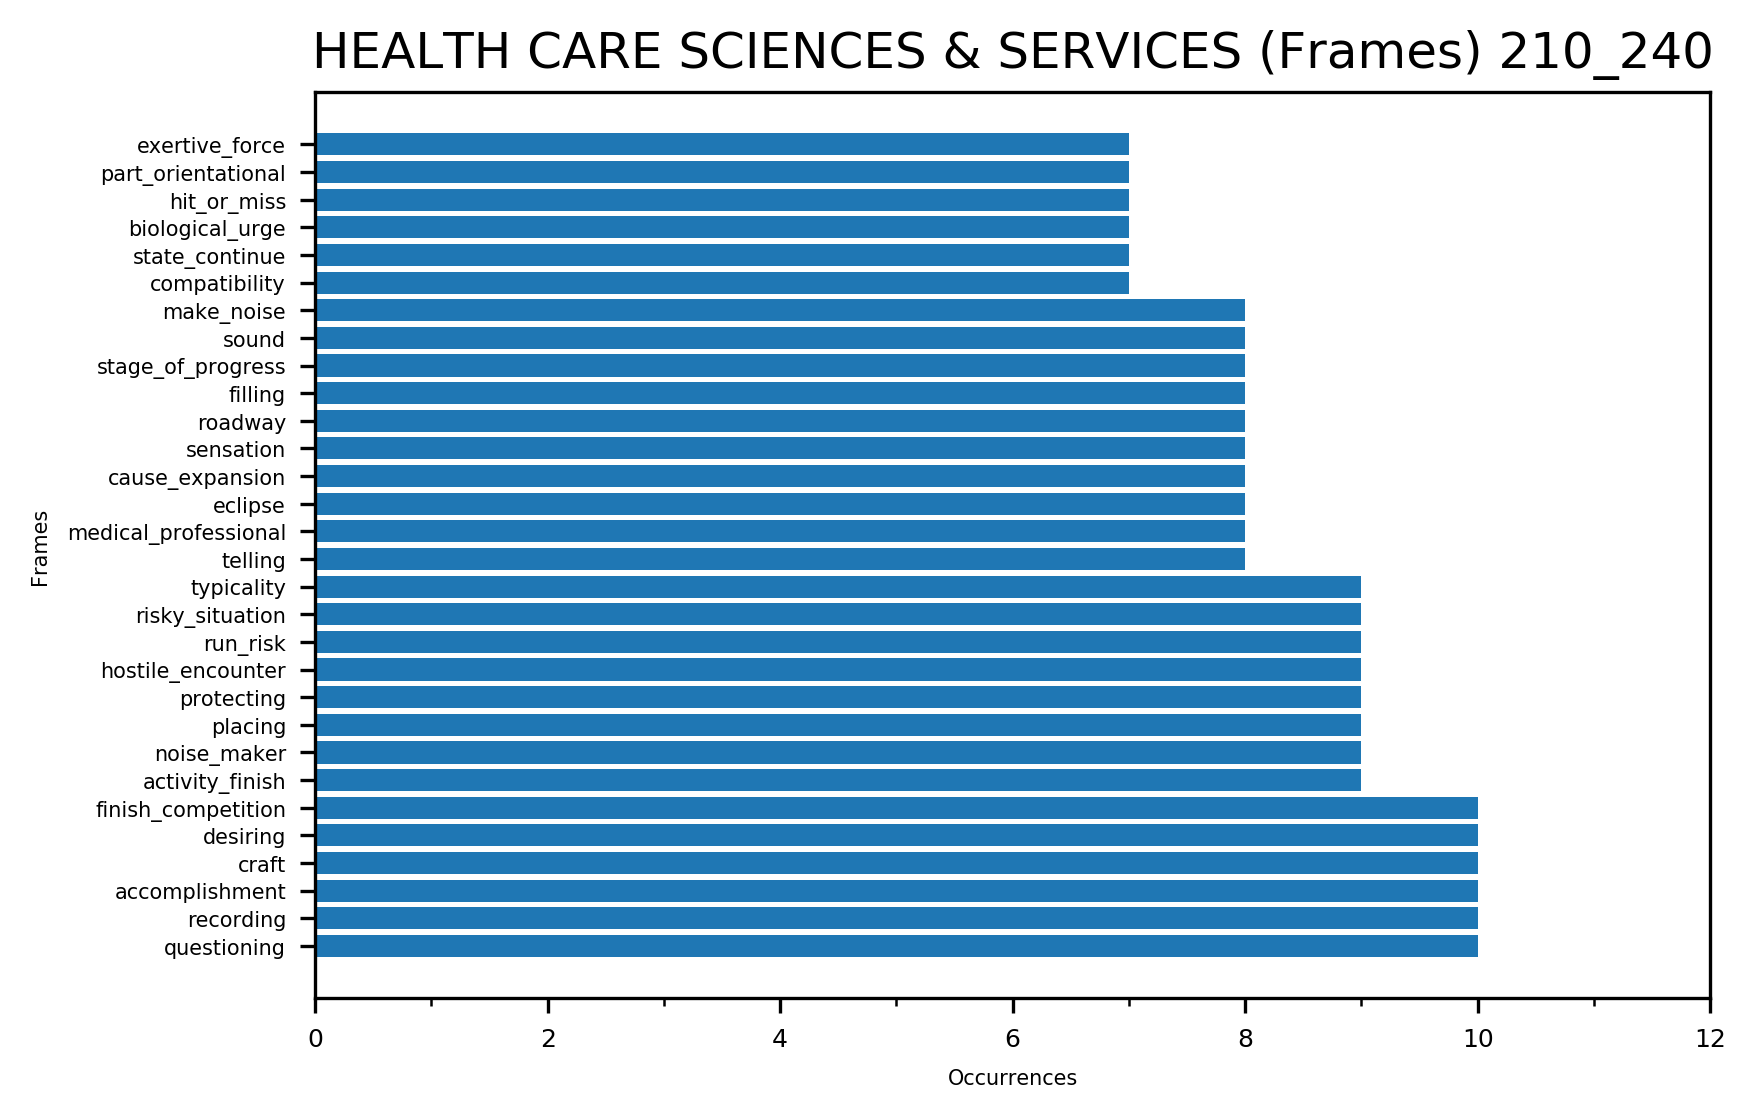 HEALTH CARE SCIENCES & SERVICES (Frames) 210_240
exertive_force
part_orientational
hit_or_miss
biological_urge
state_continue
compatibility
make_noise
sound
stage_of_progress
filling
roadway
sensation
cause_expansion
eclipse
medical_professional
telling
typicality
risky_situation
run_risk
hostile_encounter
protecting
placing
noise_maker
activity_finish
finish_competition
desiring
craft
accomplishment
recording
questioning
Frames
0 2 4 6 8 10 12
Occurrences